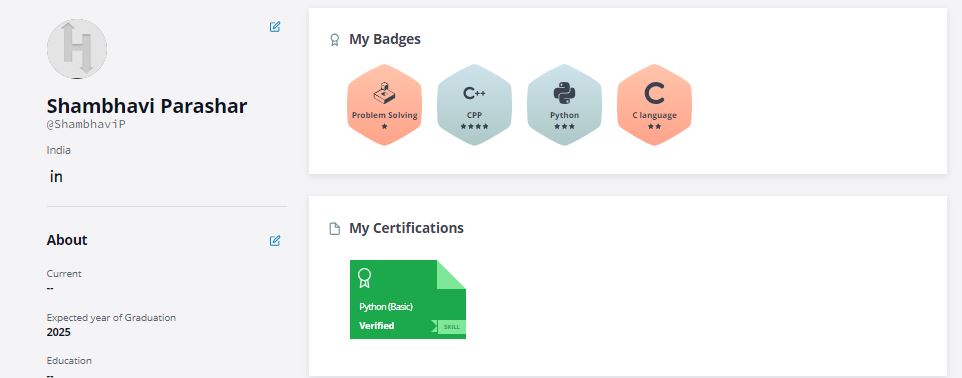 Shambhavi Parashar
@ShambhaviP
India
in
About
Current
--
Expected year of Graduation
2025
Education
--
My Badges
Problem Solving
C++
CPP
Python
C
C language
My Certifications
Python (Basic)
Verified
SKILL